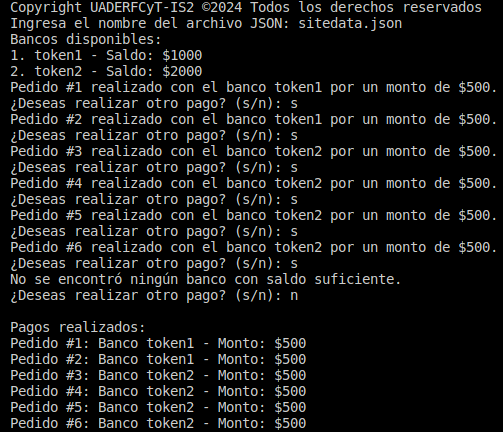 Copyright UADERFCyT-IS2 ©2024 Todos los derechos reservados
Ingresa el nombre del archivo JSON: sitedata.json
Bancos disponibles:
1. token1 - Saldo: $1000
2. token2 - Saldo: $2000
Pedido #1 realizado con el banco token1 por un monto de $500.
¿Deseas realizar otro pago? (s/n): s
Pedido #2 realizado con el banco token1 por un monto de $500.
¿Deseas realizar otro pago? (s/n): s
Pedido #3 realizado con el banco token2 por un monto de $500.
¿Deseas realizar otro pago? (s/n): s
Pedido #4 realizado con el banco token2 por un monto de $500.
¿Deseas realizar otro pago? (s/n): s
Pedido #5 realizado con el banco token2 por un monto de $500.
¿Deseas realizar otro pago? (s/n): s
Pedido #6 realizado con el banco token2 por un monto de $500.
¿Deseas realizar otro pago? (s/n): s
No se encontró ningún banco con saldo suficiente.
¿Deseas realizar otro pago? (s/n): n

Pagos realizados:
Pedido #1: Banco token1 - Monto: $500
Pedido #2: Banco token1 - Monto: $500
Pedido #3: Banco token2 - Monto: $500
Pedido #4: Banco token2 - Monto: $500
Pedido #5: Banco token2 - Monto: $500
Pedido #6: Banco token2 - Monto: $500